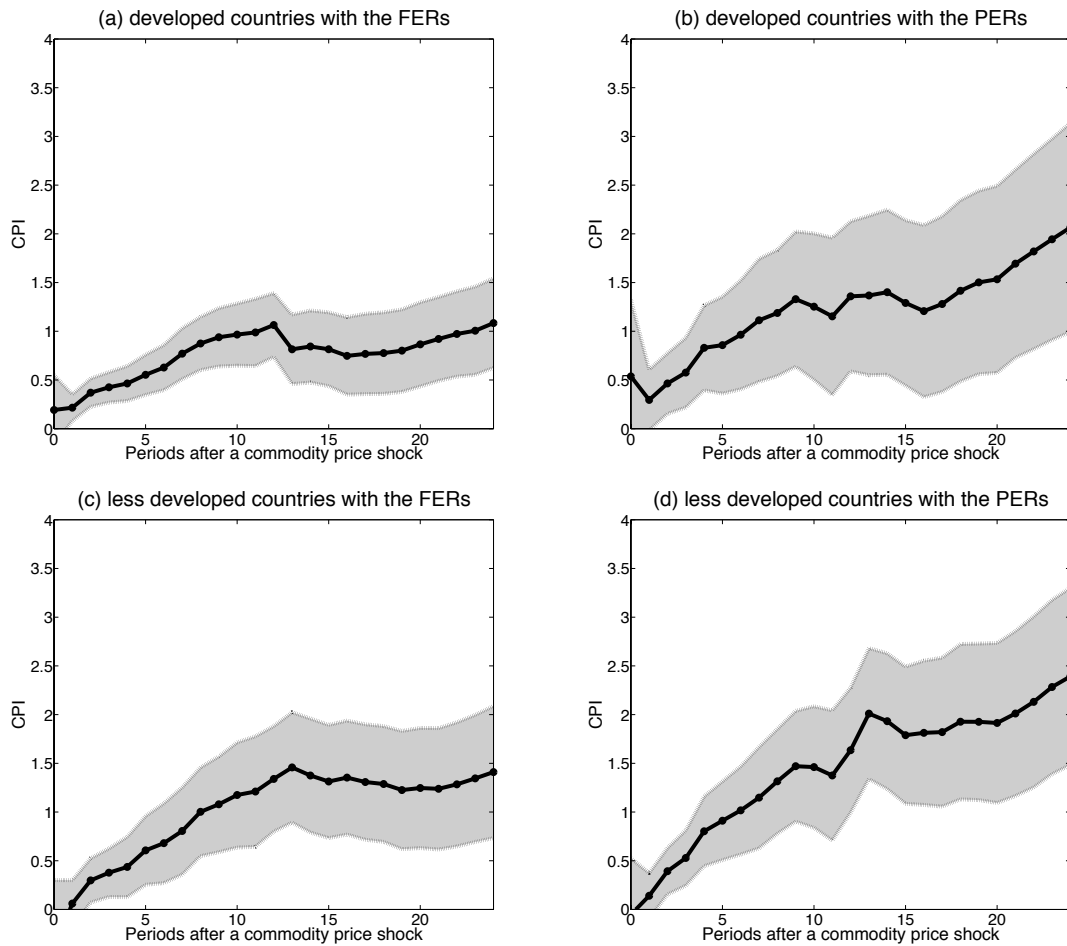 (a) developed countries with the FERs
4
3.5
3
2.5
2
1.5
1
0.5
0
CPI
0 5 10 15 20
Periods after a commodity price shock
(b) developed countries with the PERs
4
3.5
3
2.5
2
1.5
1
0.5
0
CPI
0 5 10 15 20
Periods after a commodity price shock
(c) less developed countries with the FERs
4
3.5
3
2.5
2
1.5
1
0.5
0
CPI
0 5 10 15 20
Periods after a commodity price shock
(d) less developed countries with the PERs
4
3.5
3
2.5
2
1.5
1
0.5
0
CPI
0 5 10 15 20
Periods after a commodity price shock